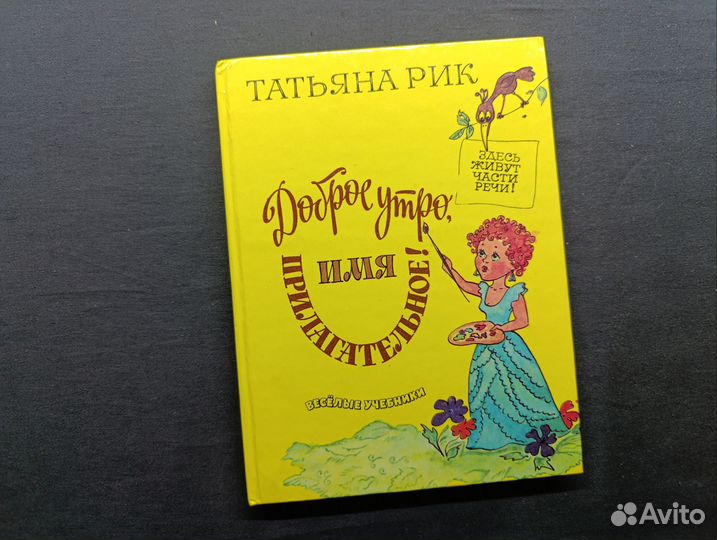 ТАТЬЯНА РИК
ЗДЕСЬ
ЖИВУТ
ЧАСТИ
РЕЧИ!
Доброе утро,
ИМЯ
ПРИЛАГАТЕЛЬНОЕ!
ВЕСЁЛЫЕ УЧЕБНИКИ
Avito